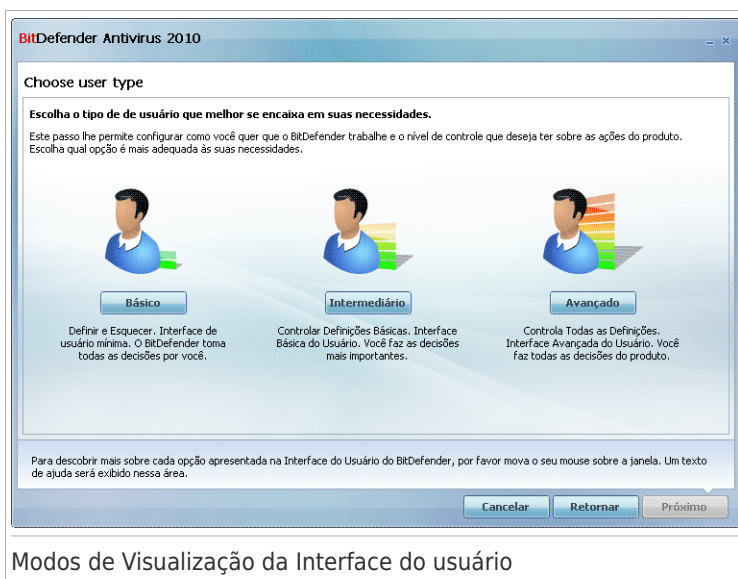 BitDefender Antivirus 2010
Choose user type
Escolha o tipo de de usuário que melhor se encaixa em suas necessidades.
Este passo lhe permite configurar como você quer que o BitDefender trabalhe e o nível de controle que deseja ter sobre as ações do produto.
Escolha qual opção é mais adequada às suas necessidades.
Básico
Definir e Esquecer. Interface de
usuário mínima. O BitDefender toma
todas as decisões por você.
Intermediário
Controlar Definições Básicas. Interface
Básica do Usuário. Você faz as decisões
mais importantes.
Avançado
Controla Todas as Definições.
Interface Avançada do Usuário. Você
faz todas as decisões do produto.
Para descobrir mais sobre cada opção apresentada na Interface do Usuário do BitDefender, por favor mova o seu mouse sobre a janela. Um texto
de ajuda será exibido nessa área.
Cancelar Retornar Próximo
Modos de Visualização da Interface do usuário